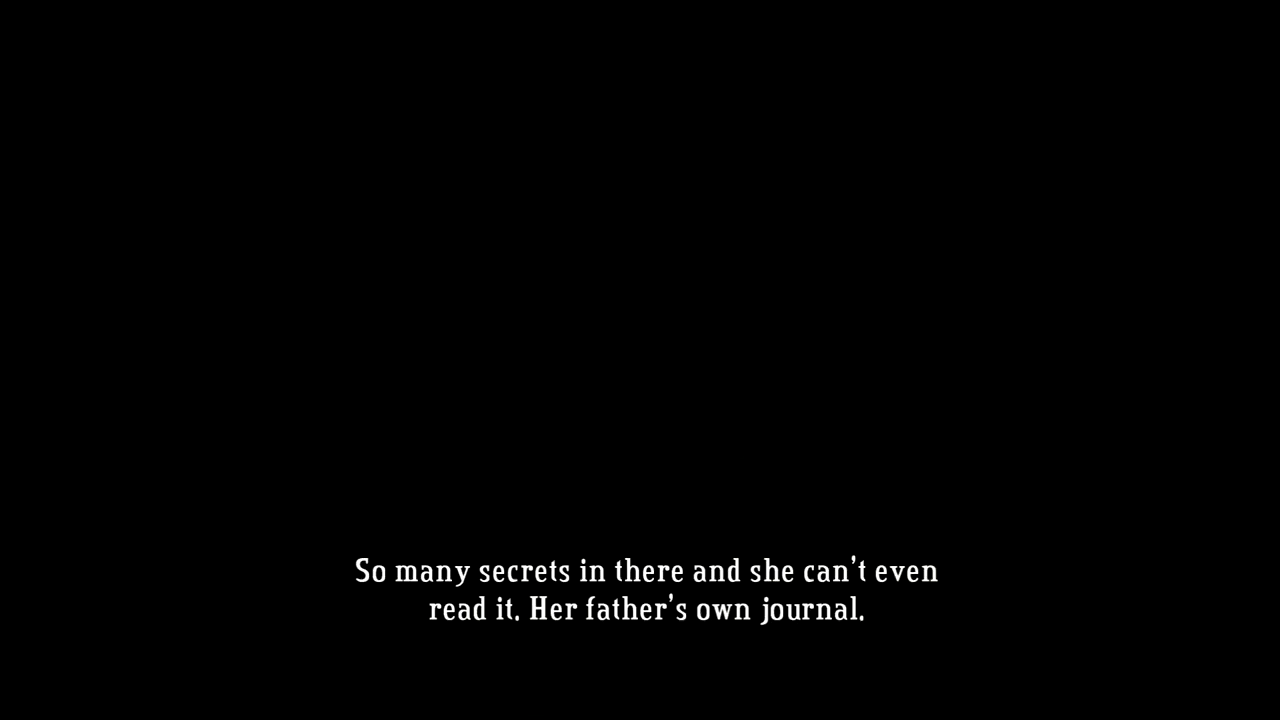 So many secrets in there and she can’t even
read it. Her father’s own journal.